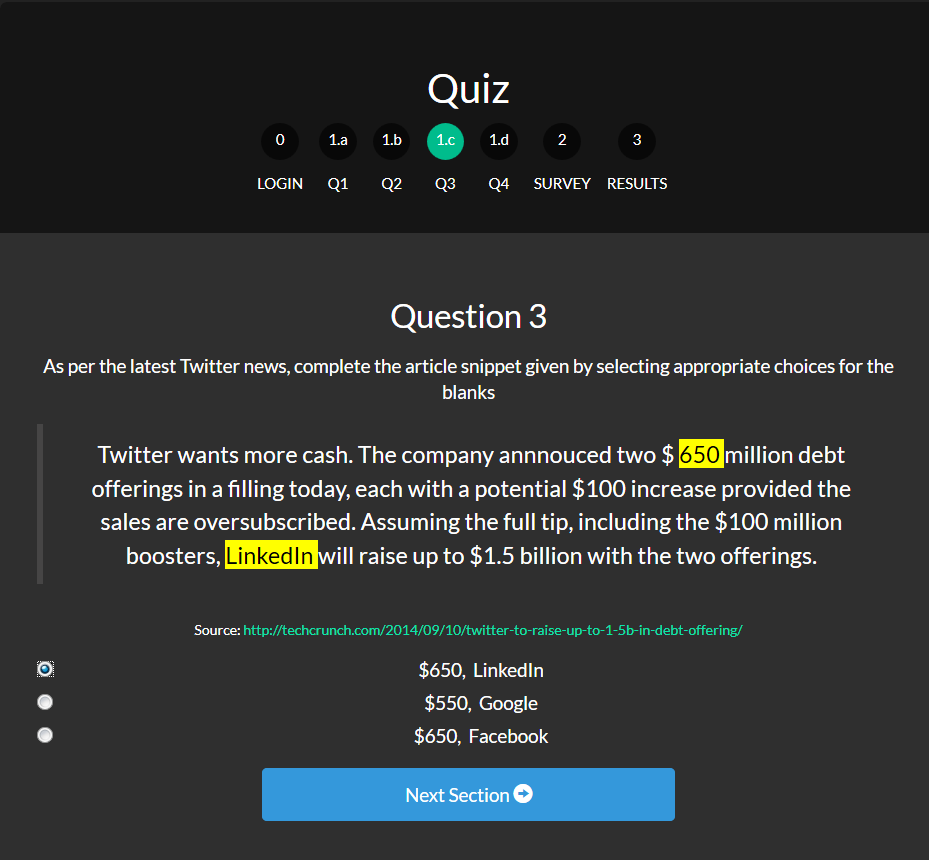 Quiz
0 1.a 1.b 1.c 1.d 2 3
LOGIN Q1 Q2 Q3 Q4 SURVEY RESULTS
Question 3
As per the latest Twitter news, complete the article snippet given by selecting appropriate choices for the
blanks
Twitter wants more cash. The company annnouced two $ 650 million debt
offerings in a filling today, each with a potential $100 increase provided the
sales are oversubscribed. Assuming the full tip, including the $100 million
boosters, LinkedIn will raise up to $1.5 billion with the two offerings.
Source: http://techcrunch.com/2014/09/10/twitter-to-raise-up-to-1-5b-in-debt-offering/
$650, LinkedIn
$550, Google
$650, Facebook
Next Section